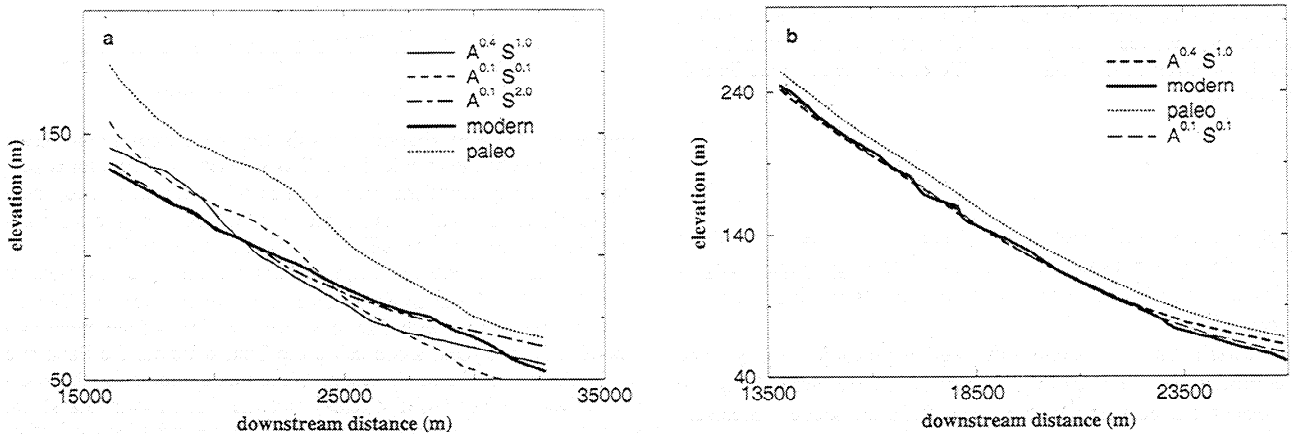 a
A^0.4 S^1.0
A^0.1 S^0.1
A^0.1 S^2.0
modern
paleo
150
50
elevation (m)
15000 25000 35000
downstream distance (m)
b
A^0.4 S^1.0
modern
paleo
A^0.1 S^0.1
240
140
40
elevation (m)
13500 18500 23500
downstream distance (m)